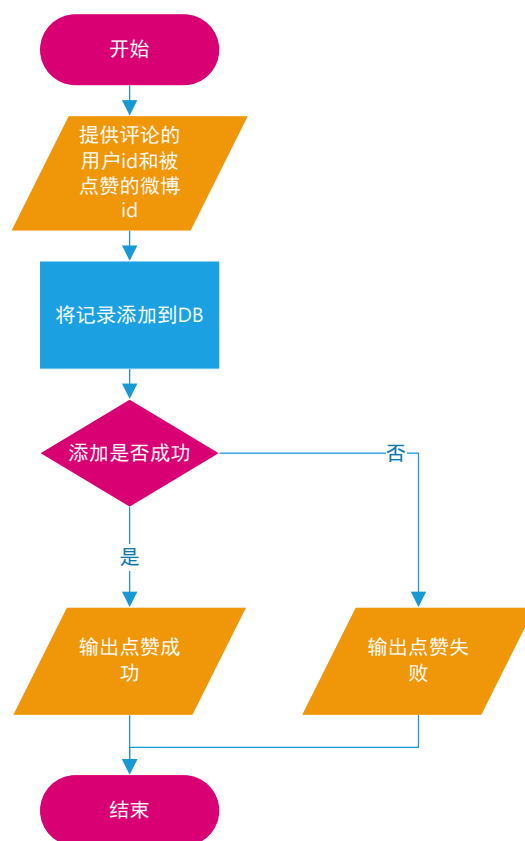 开始
提供评论的
用户id和被
点赞的微博
id
将记录添加到DB
添加是否成功
否
是
输出点赞成
功
输出点赞失
败
结束